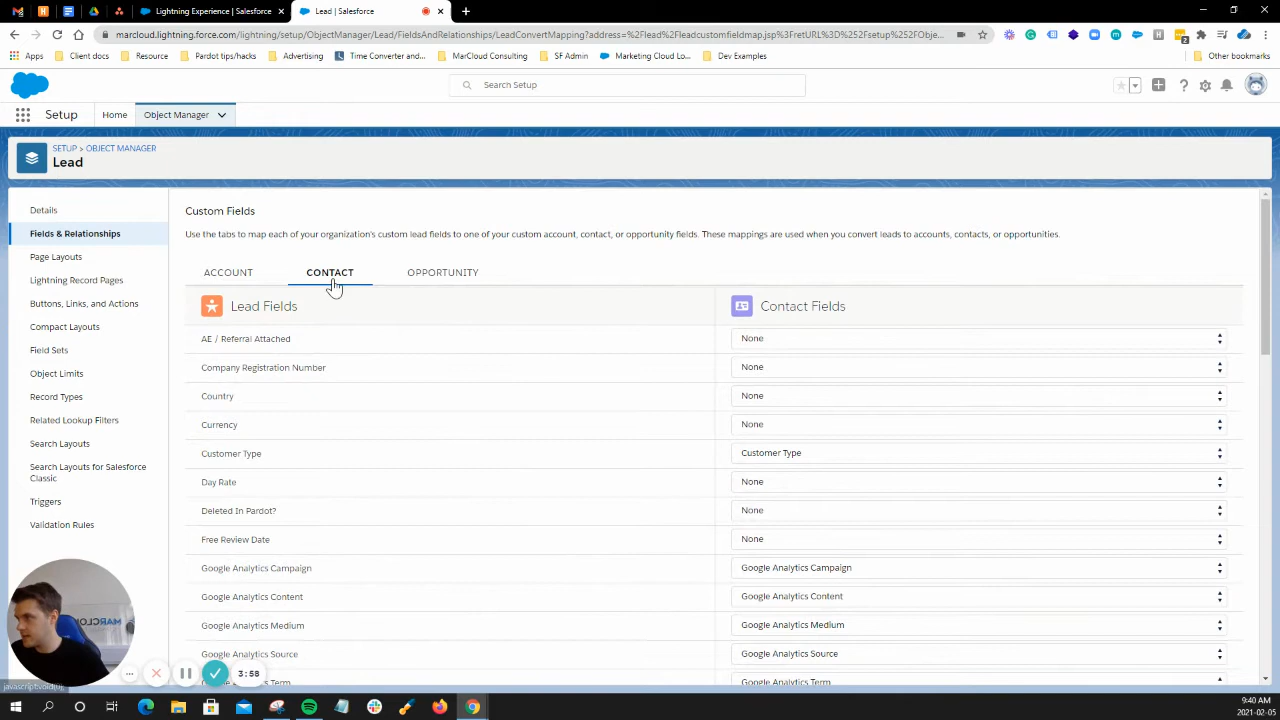 Lightning Experience | Salesforce
Lead | Salesforce
marcloud.lightning.force.com/lightning/setup/ObjectManager/Lead/FieldsAndRelationships/LeadConvertMapping?address=%2Flead%2Fleadcustomfieldmap.jsp%3FretURL%3D%252Fsetup%252FObje...
Apps
Client docs
Resource
Pardot tips/hacks
Advertising
Time Converter and...
MarCloud Consulting
SF Admin
Marketing Cloud Lo...
Dev Examples
Other bookmarks
Search Setup
Setup
Home
Object Manager
SETUP > OBJECT MANAGER
Lead
Details
Fields & Relationships
Page Layouts
Lightning Record Pages
Buttons, Links, and Actions
Compact Layouts
Field Sets
Object Limits
Record Types
Related Lookup Filters
Search Layouts
Search Layouts for Salesforce
Classic
Triggers
Validation Rules
Custom Fields
Use the tabs to map each of your organization's custom lead fields to one of your custom account, contact, or opportunity fields. These mappings are used when you convert leads to accounts, contacts, or opportunities.
ACCOUNT
CONTACT
OPPORTUNITY
Lead Fields
Contact Fields
AE / Referral Attached
None
Company Registration Number
None
Country
None
Currency
None
Customer Type
Customer Type
Day Rate
None
Deleted In Pardot?
None
Free Review Date
None
Google Analytics Campaign
Google Analytics Campaign
Google Analytics Content
Google Analytics Content
Google Analytics Medium
Google Analytics Medium
Google Analytics Source
Google Analytics Source
Google Analytics Term
Google Analytics Term
MARCLOUD
3:58
9:40 AM
2021-02-05